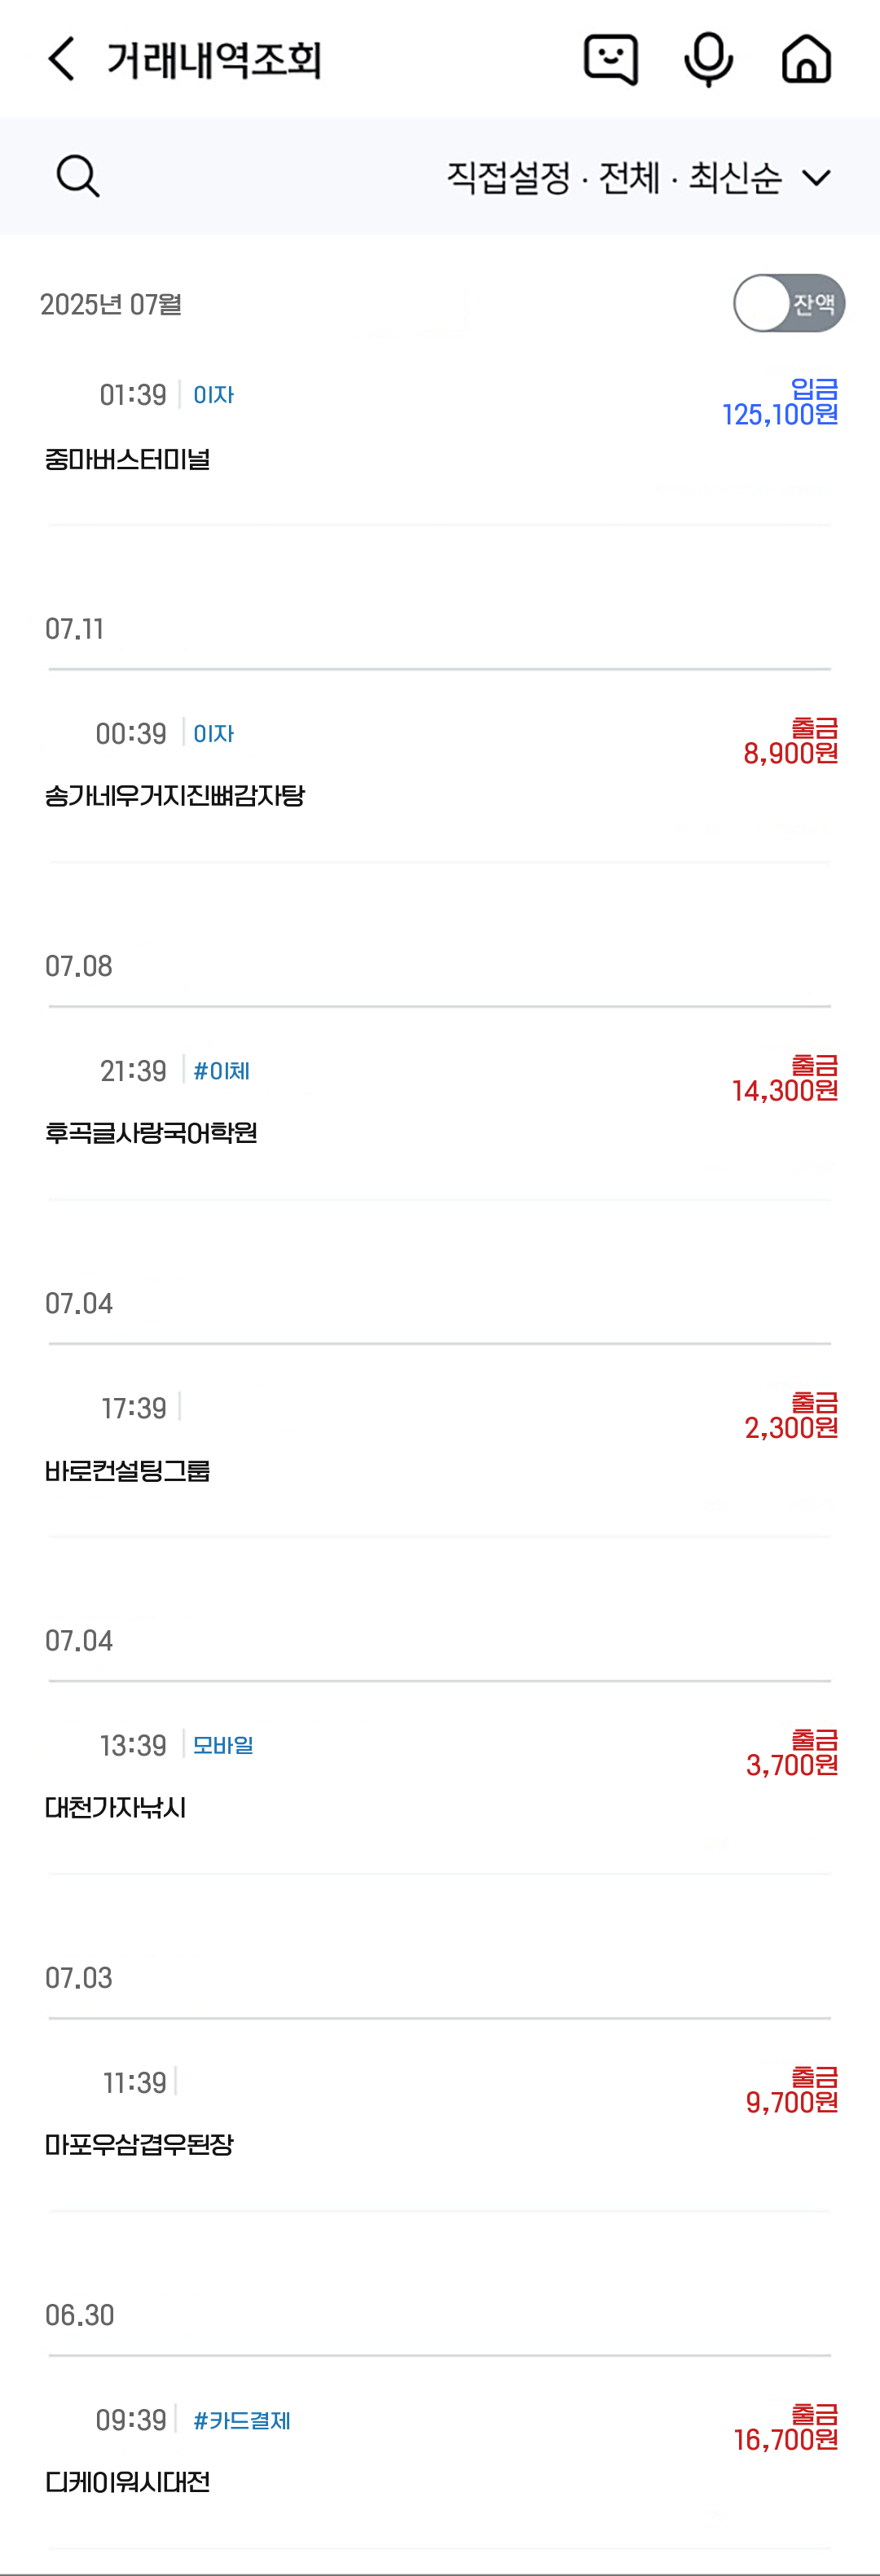 거래내역조회
직접설정 · 전체 · 최신순
2025년 07월
잔액
01:39 이자
입금
125,100원
중마버스터미널
07.11
00:39 이자
출금
8,900원
송가네우거지진뼈감자탕
07.08
21:39 #이체
출금
14,300원
후곡글사랑국어학원
07.04
17:39
출금
2,300원
바로컨설팅그룹
07.04
13:39 모바일
출금
3,700원
대천가자낚시
07.03
11:39
출금
9,700원
마포우삼겹우된장
06.30
09:39 #카드결제
출금
16,700원
디케이워시대전